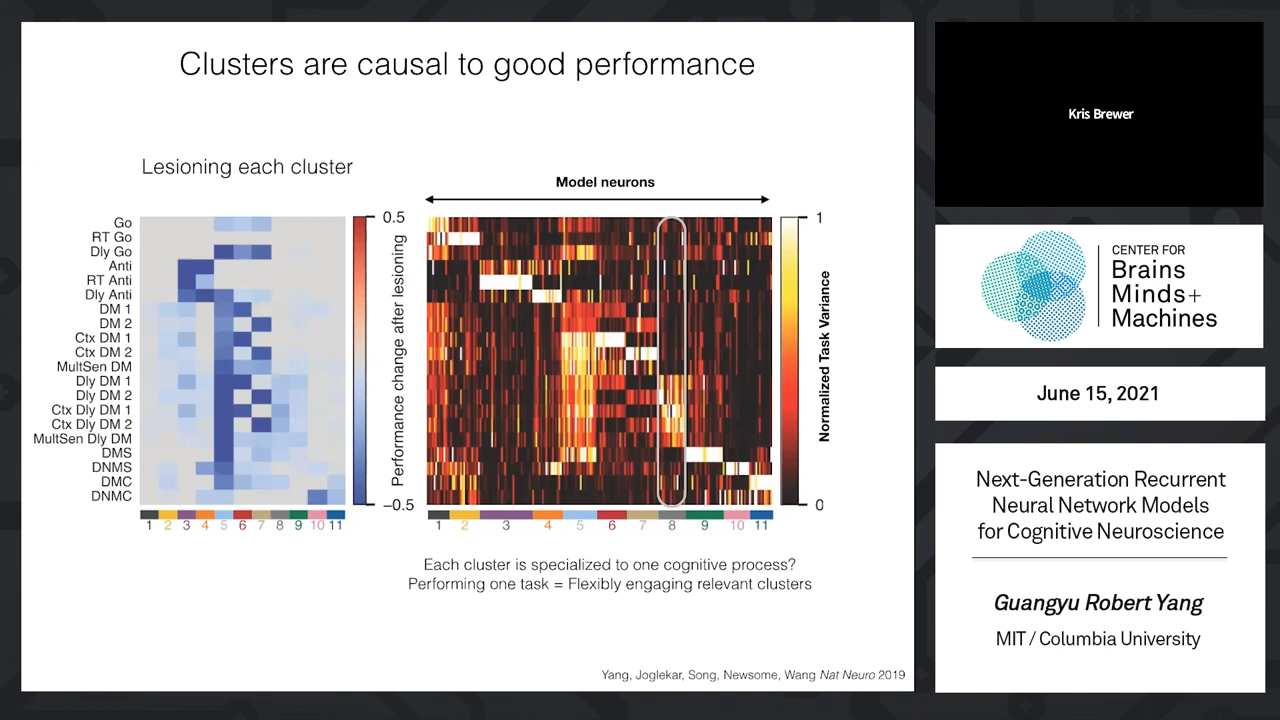 Clusters are causal to good performance
Lesioning each cluster
Go
RT Go
Dly Go
Anti
RT Anti
Dly Anti
DM 1
DM 2
Ctx DM 1
Ctx DM 2
MultSen DM
Dly DM 1
Dly DM 2
Ctx Dly DM 1
Ctx Dly DM 2
MultSen Dly DM
DMS
DNMS
DMC
DNMC
1 2 3 4 5 6 7 8 9 10 11
0.5
Performance change after lesioning
−0.5
Model neurons
1 2 3 4 5 6 7 8 9 10 11
1
Normalized Task Variance
0
Each cluster is specialized to one cognitive process?
Performing one task = Flexibly engaging relevant clusters
Yang, Joglekar, Song, Newsome, Wang Nat Neuro 2019
Kris Brewer
CENTER FOR
Brains
Minds+
Machines
June 15, 2021
Next-Generation Recurrent
Neural Network Models
for Cognitive Neuroscience
Guangyu Robert Yang
MIT / Columbia University